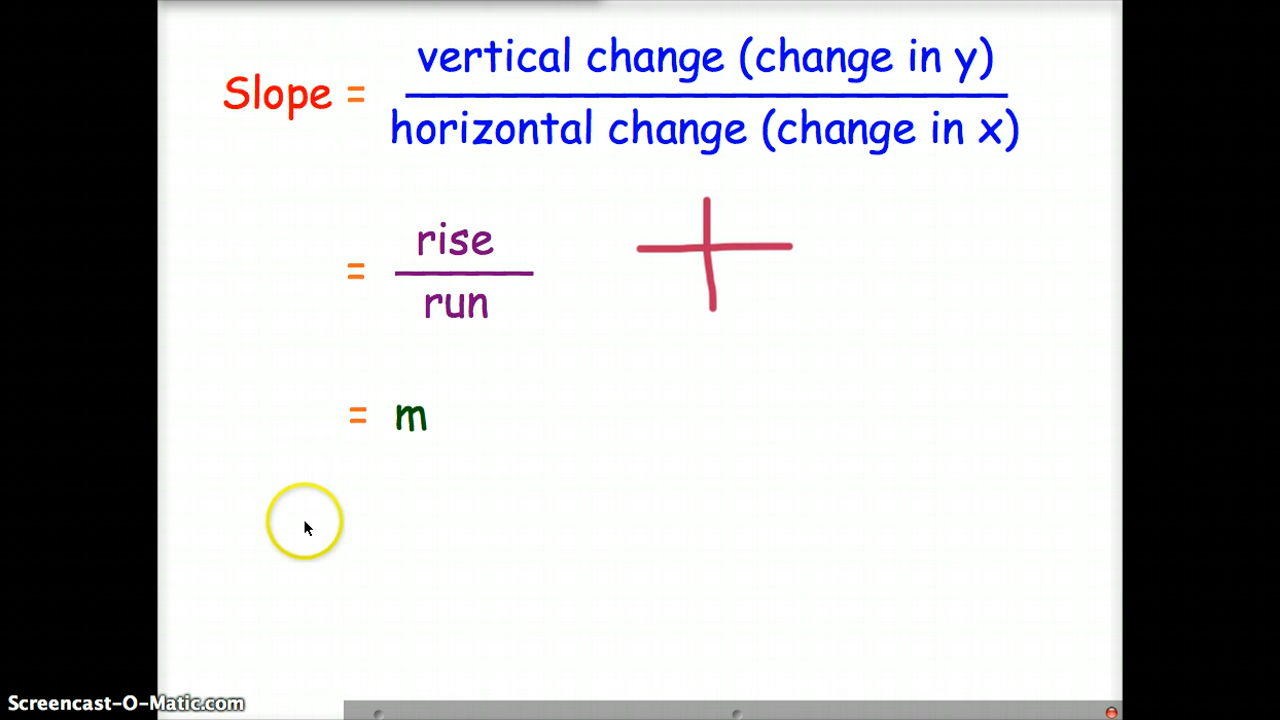 vertical change (change in y)
Slope =
horizontal change (change in x)
rise
=
run
= m
Screencast-O-Matic.com